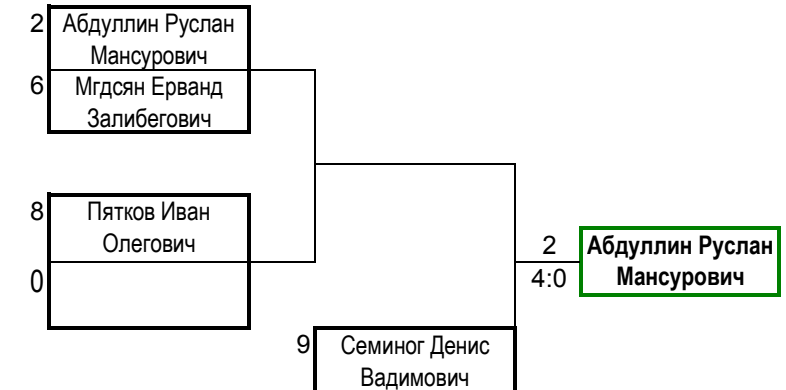 2
Абдуллин Руслан
Мансурович
6
Мгдсян Ерванд
Залибегович
8
Пятков Иван
Олегович
0
2
4:0
Абдуллин Руслан
Мансурович
9
Семиног Денис
Вадимович